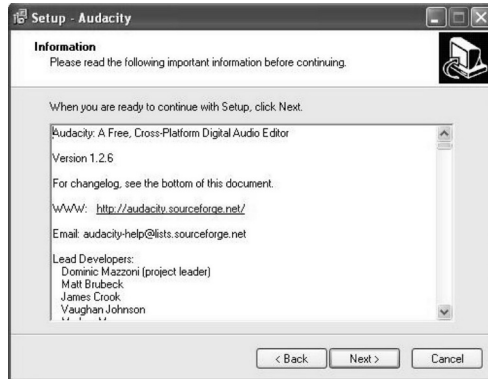 Setup - Audacity
Information
Please read the following important information before continuing.
When you are ready to continue with Setup, click Next.
Audacity: A Free, Cross-Platform Digital Audio Editor
Version 1.2.6
For changelog, see the bottom of this document.
WWW: http://audacity.sourceforge.net/
Email: audacity-help@lists.sourceforge.net
Lead Developers:
Dominic Mazzoni (project leader)
Matt Brubeck
James Crook
Vaughan Johnson
< Back Next > Cancel